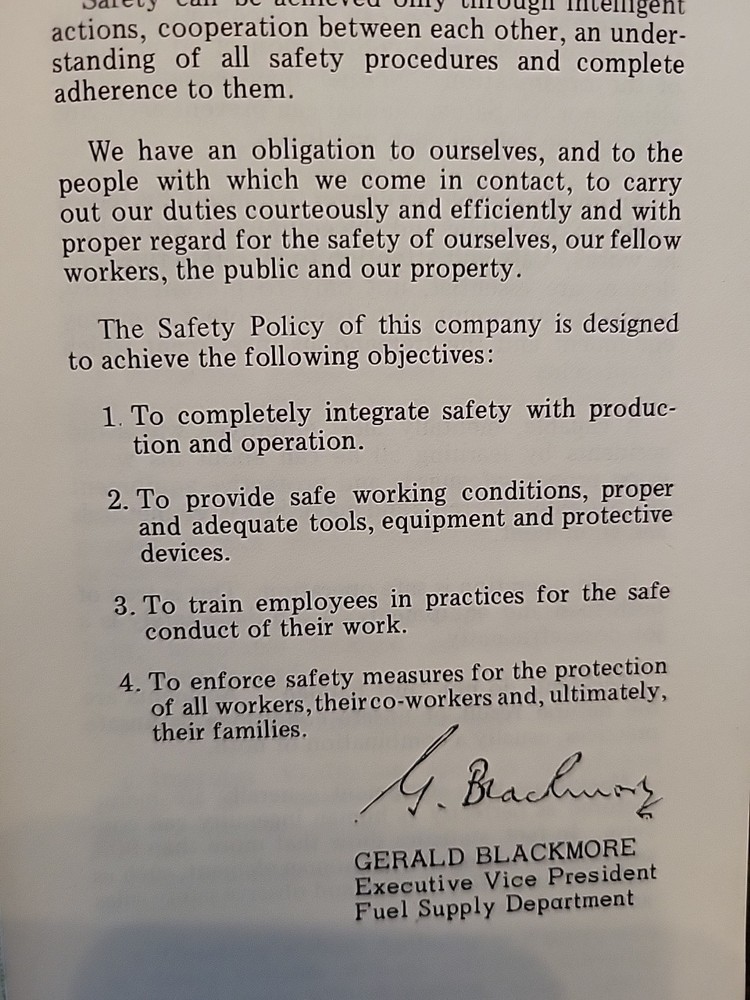 Safety can be achieved only through intelligent
actions, cooperation between each other, an under-
standing of all safety procedures and complete
adherence to them.
We have an obligation to ourselves, and to the
people with which we come in contact, to carry
out our duties courteously and efficiently and with
proper regard for the safety of ourselves, our fellow
workers, the public and our property.
The Safety Policy of this company is designed
to achieve the following objectives:
1. To completely integrate safety with produc-
tion and operation.
2. To provide safe working conditions, proper
and adequate tools, equipment and protective
devices.
3. To train employees in practices for the safe
conduct of their work.
4. To enforce safety measures for the protection
of all workers, their co-workers and, ultimately,
their families.
G. Blackmore
GERALD BLACKMORE
Executive Vice President
Fuel Supply Department